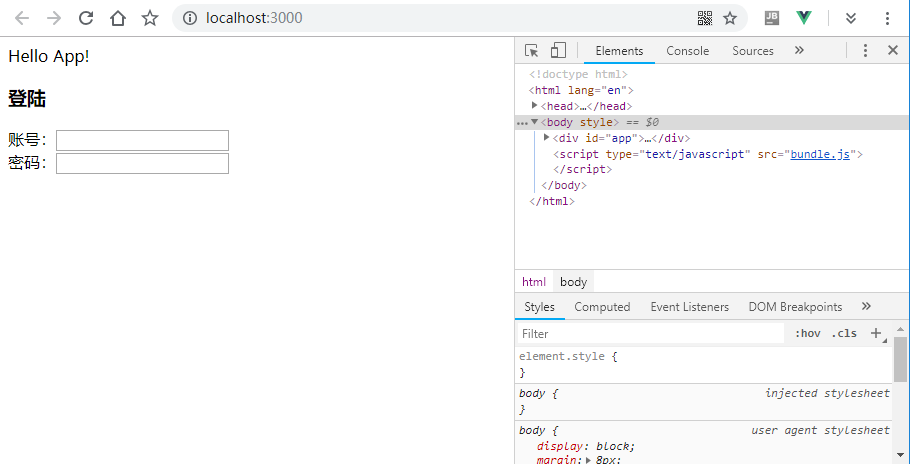 localhost:3000
JB
Hello App!
登陆
账号：
密码：
Elements Console Sources »
<!doctype html>
<html lang="en">
<head>…</head>
… <body style> == $0
<div id="app">…</div>
<script type="text/javascript" src="bundle.js">
</script>
</body>
</html>
html body
Styles Computed Event Listeners DOM Breakpoints »
Filter :hov .cls +
element.style {
}
body { injected stylesheet
}
body { user agent stylesheet
display: block;
margin: 8px;